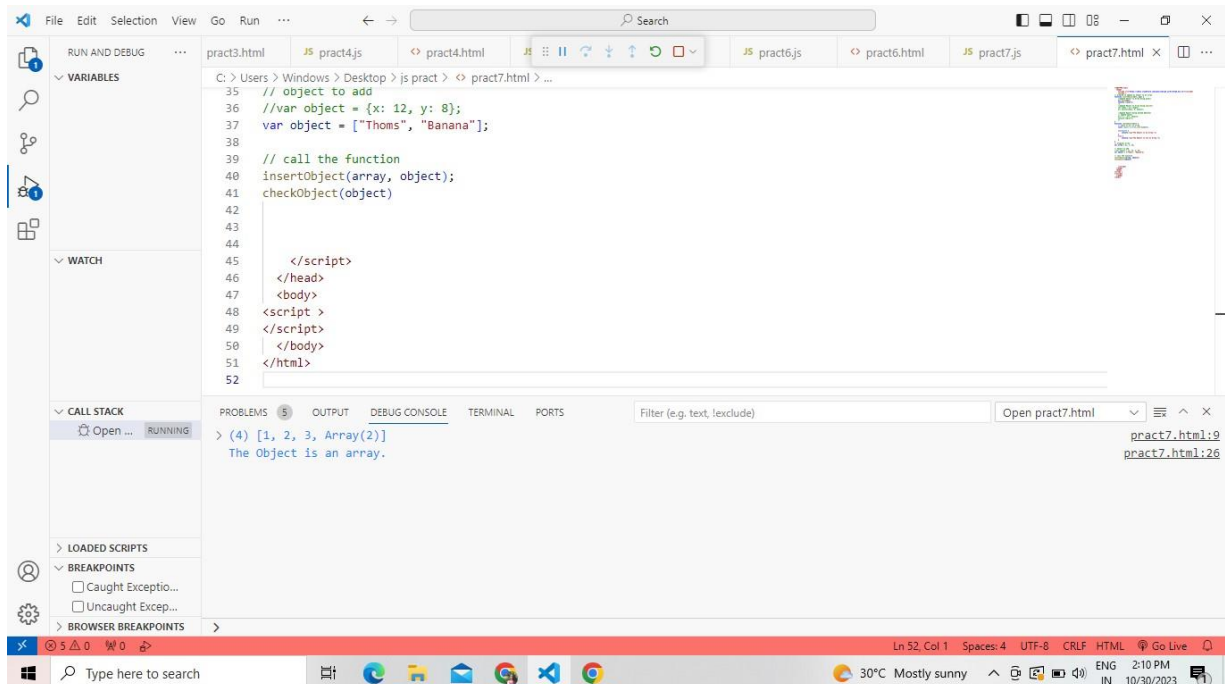 File Edit Selection View Go Run ··· Search
RUN AND DEBUG ··· pract3.html JS pract4.js <> pract4.html JS JS pract6.js <> pract6.html JS pract7.js <> pract7.html
VARIABLES
C: > Users > Windows > Desktop > js pract > <> pract7.html > ...
35 // object to add
36 //var object = {x: 12, y: 8};
37 var object = ["Thoms", "Banana"];
38
39 // call the function
40 insertObject(array, object);
41 checkObject(object)
42
43
44
WATCH
45 </script>
46 </head>
47 <body>
48 <script >
49 </script>
50 </body>
51 </html>
52
CALL STACK
Open ... RUNNING
PROBLEMS 5 OUTPUT DEBUG CONSOLE TERMINAL PORTS Filter (e.g. text, !exclude) Open pract7.html
> (4) [1, 2, 3, Array(2)] pract7.html:9
The Object is an array. pract7.html:26
LOADED SCRIPTS
BREAKPOINTS
Caught Exceptio...
Uncaught Excep...
BROWSER BREAKPOINTS >
5 0 0 Ln 52, Col 1 Spaces: 4 UTF-8 CRLF HTML Go Live
Type here to search 30°C Mostly sunny ENG IN 2:10 PM 10/30/2023
1
1